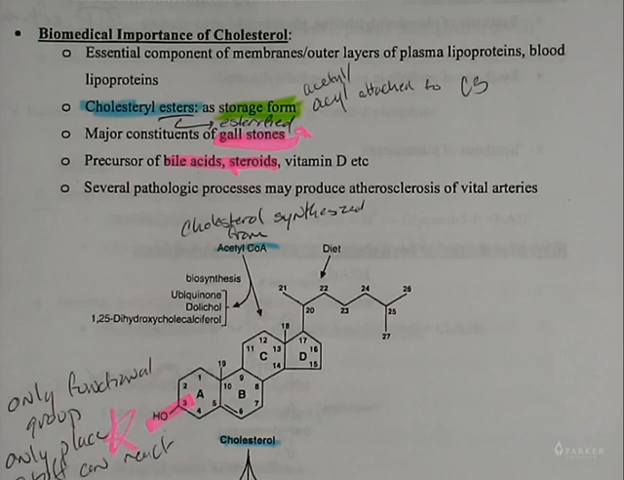 • Biomedical Importance of Cholesterol:
o Essential component of membranes/outer layers of plasma lipoproteins, blood
lipoproteins
acetyl/
o Cholesteryl esters: as storage form
acyl attached to C3
esterified
o Major constituents of gall stones
o Precursor of bile acids, steroids, vitamin D etc
o Several pathologic processes may produce atherosclerosis of vital arteries
Cholesterol synthesized
from
Acetyl CoA
Diet
biosynthesis
Ubiquinone
Dolichol
1,25-Dihydroxycholecalciferol
21 22 24 26
20 23 25
27
18
12 17
11 C 13 D 16
14 15
19
1 9 8
2 10
A B
3 5 7
4 6
HO
only functional
group
only place
stuff can react
Cholesterol
PARKER